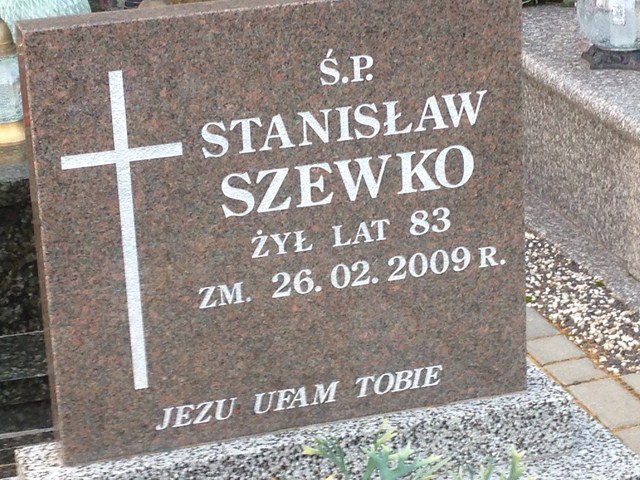 Ś.P.
STANISŁAW
SZEWKO
ŻYŁ LAT 83
ZM. 26.02.2009 R.
JEZU UFAM TOBIE